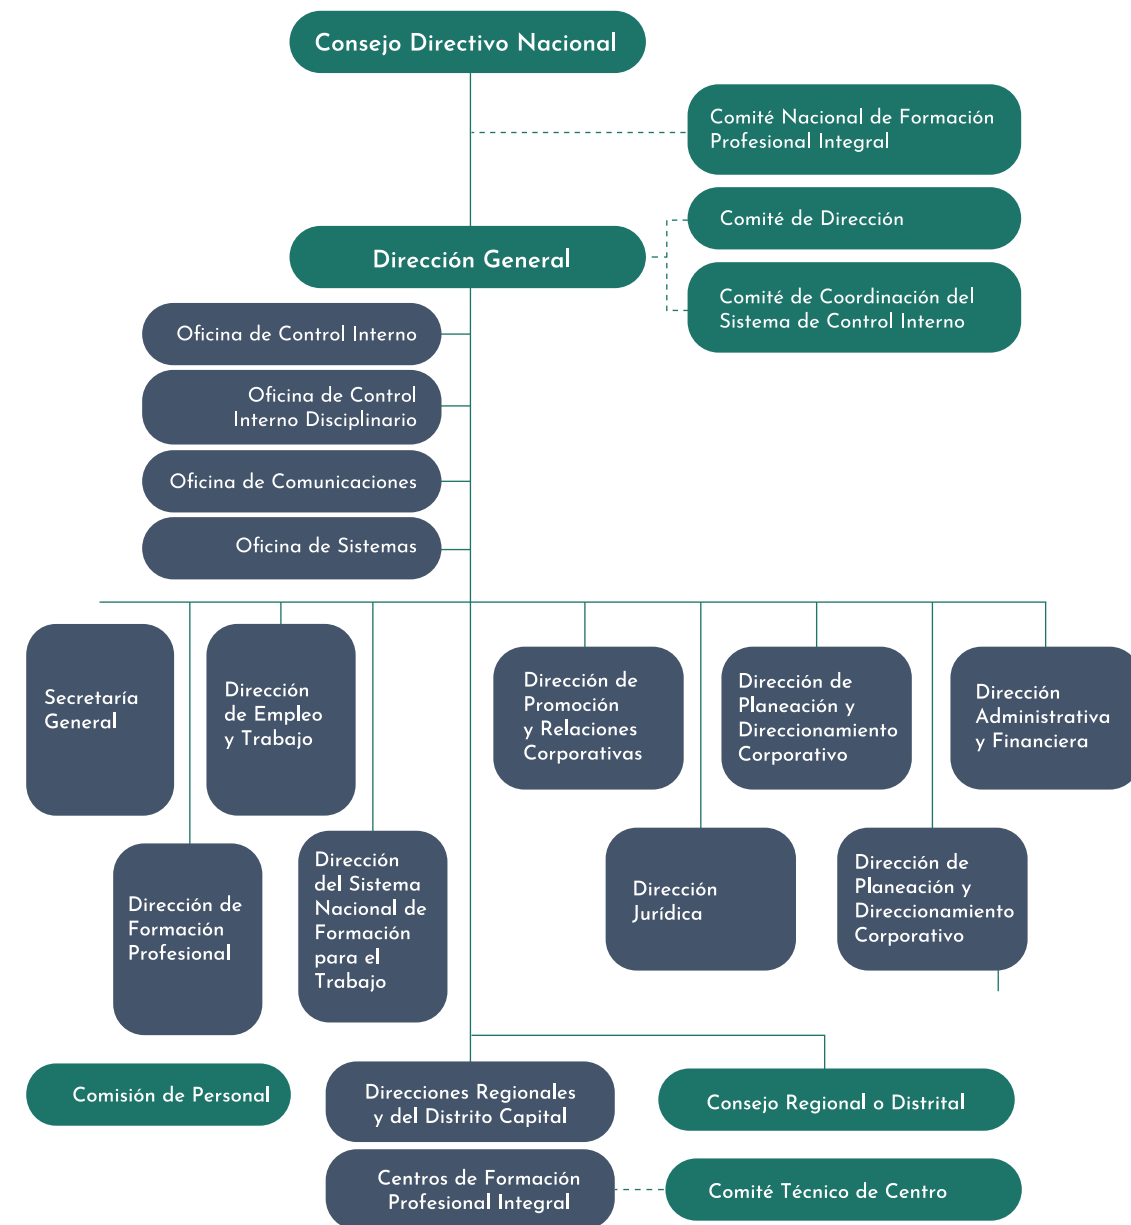 Consejo Directivo Nacional
Comité Nacional de Formación
Profesional Integral
Comité de Dirección
Dirección General
Comité de Coordinación del
Sistema de Control Interno
Oficina de Control Interno
Oficina de Control
Interno Disciplinario
Oficina de Comunicaciones
Oficina de Sistemas
Secretaría
General
Dirección
de Empleo
y Trabajo
Dirección de
Promoción
y Relaciones
Corporativas
Dirección de
Planeación y
Direccionamiento
Corporativo
Dirección
Administrativa
y Financiera
Dirección de
Formación
Profesional
Dirección
del Sistema
Nacional de
Formación
para el
Trabajo
Dirección
Jurídica
Dirección de
Planeación y
Direccionamiento
Corporativo
Comisión de Personal
Direcciones Regionales
y del Distrito Capital
Consejo Regional o Distrital
Centros de Formación
Profesional Integral
Comité Técnico de Centro